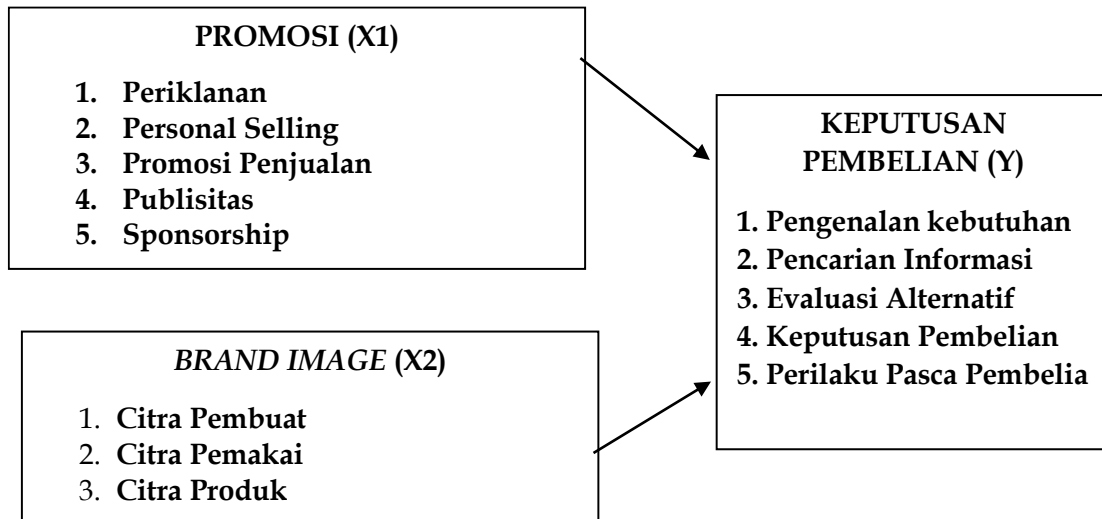 PROMOSI (X1)
1. Periklanan
2. Personal Selling
3. Promosi Penjualan
4. Publisitas
5. Sponsorship
BRAND IMAGE (X2)
1. Citra Pembuat
2. Citra Pemakai
3. Citra Produk
KEPUTUSAN
PEMBELIAN (Y)
1. Pengenalan kebutuhan
2. Pencarian Informasi
3. Evaluasi Alternatif
4. Keputusan Pembelian
5. Perilaku Pasca Pembelia